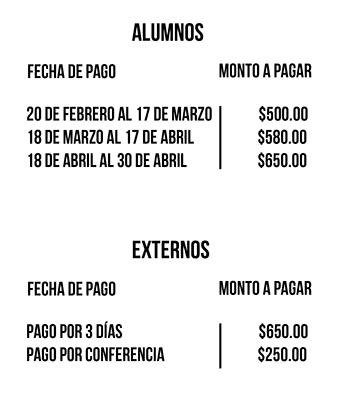 ALUMNOS
FECHA DE PAGO MONTO A PAGAR
20 DE FEBRERO AL 17 DE MARZO $500.00
18 DE MARZO AL 17 DE ABRIL $580.00
18 DE ABRIL AL 30 DE ABRIL $650.00
EXTERNOS
FECHA DE PAGO MONTO A PAGAR
PAGO POR 3 DÍAS $650.00
PAGO POR CONFERENCIA $250.00